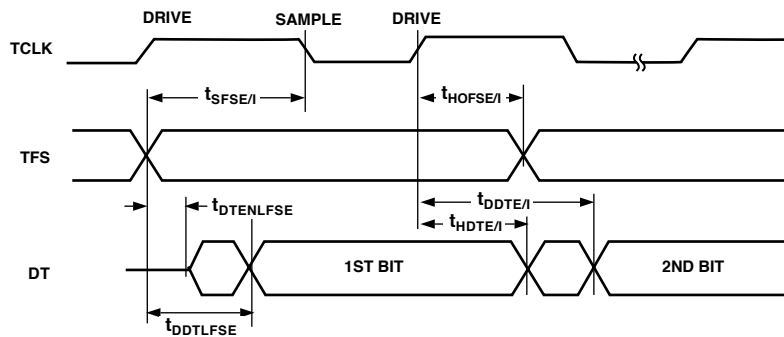 DRIVE SAMPLE DRIVE
TCLK
tSFSE/I tHOFSE/I
TFS
tDDTE/I
tDTENLFSE
tHDTE/I
DT 1ST BIT 2ND BIT
tDDTLFSE